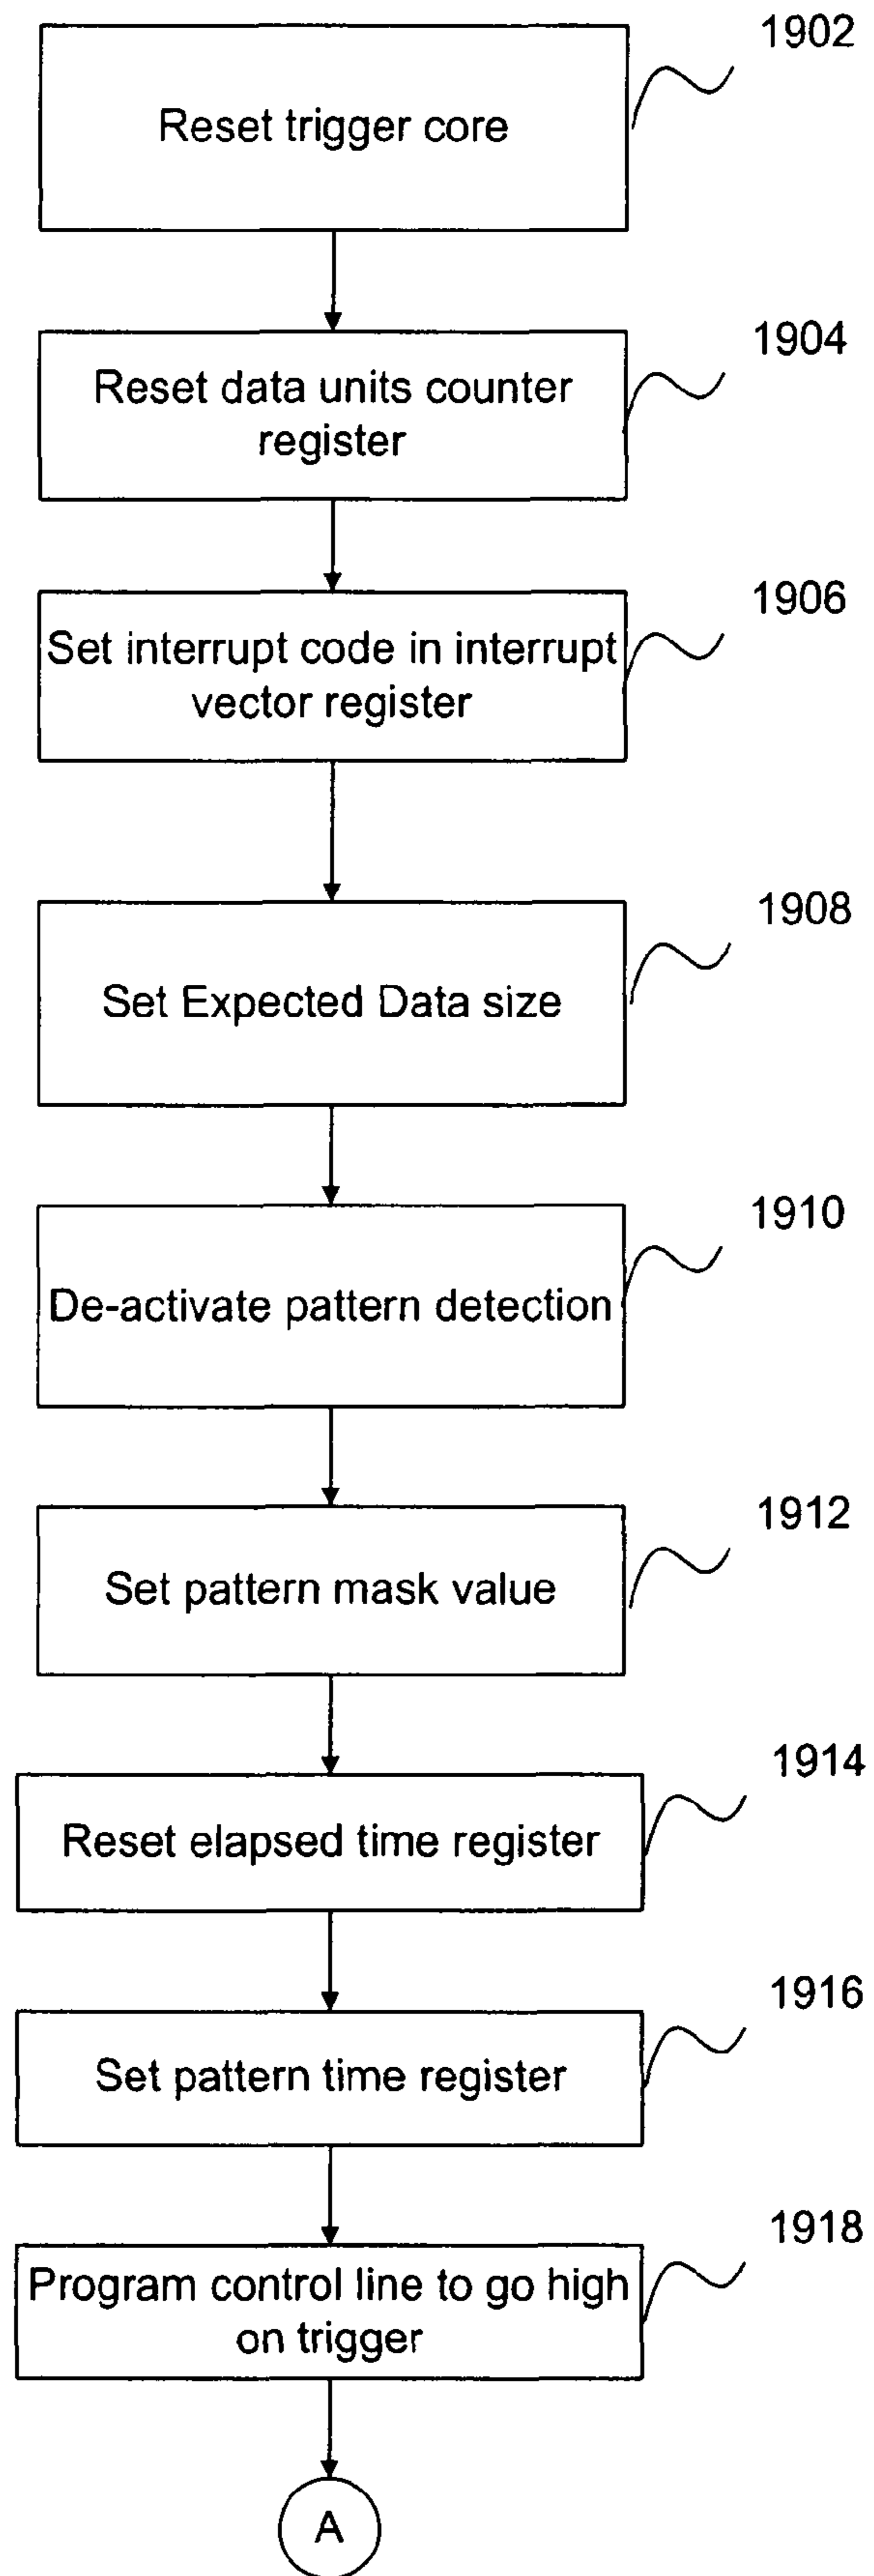 1902
Reset trigger core
1904
Reset data units counter
register
1906
Set interrupt code in interrupt
vector register
1908
Set Expected Data size
1910
De-activate pattern detection
1912
Set pattern mask value
1914
Reset elapsed time register
1916
Set pattern time register
1918
Program control line to go high
on trigger
A